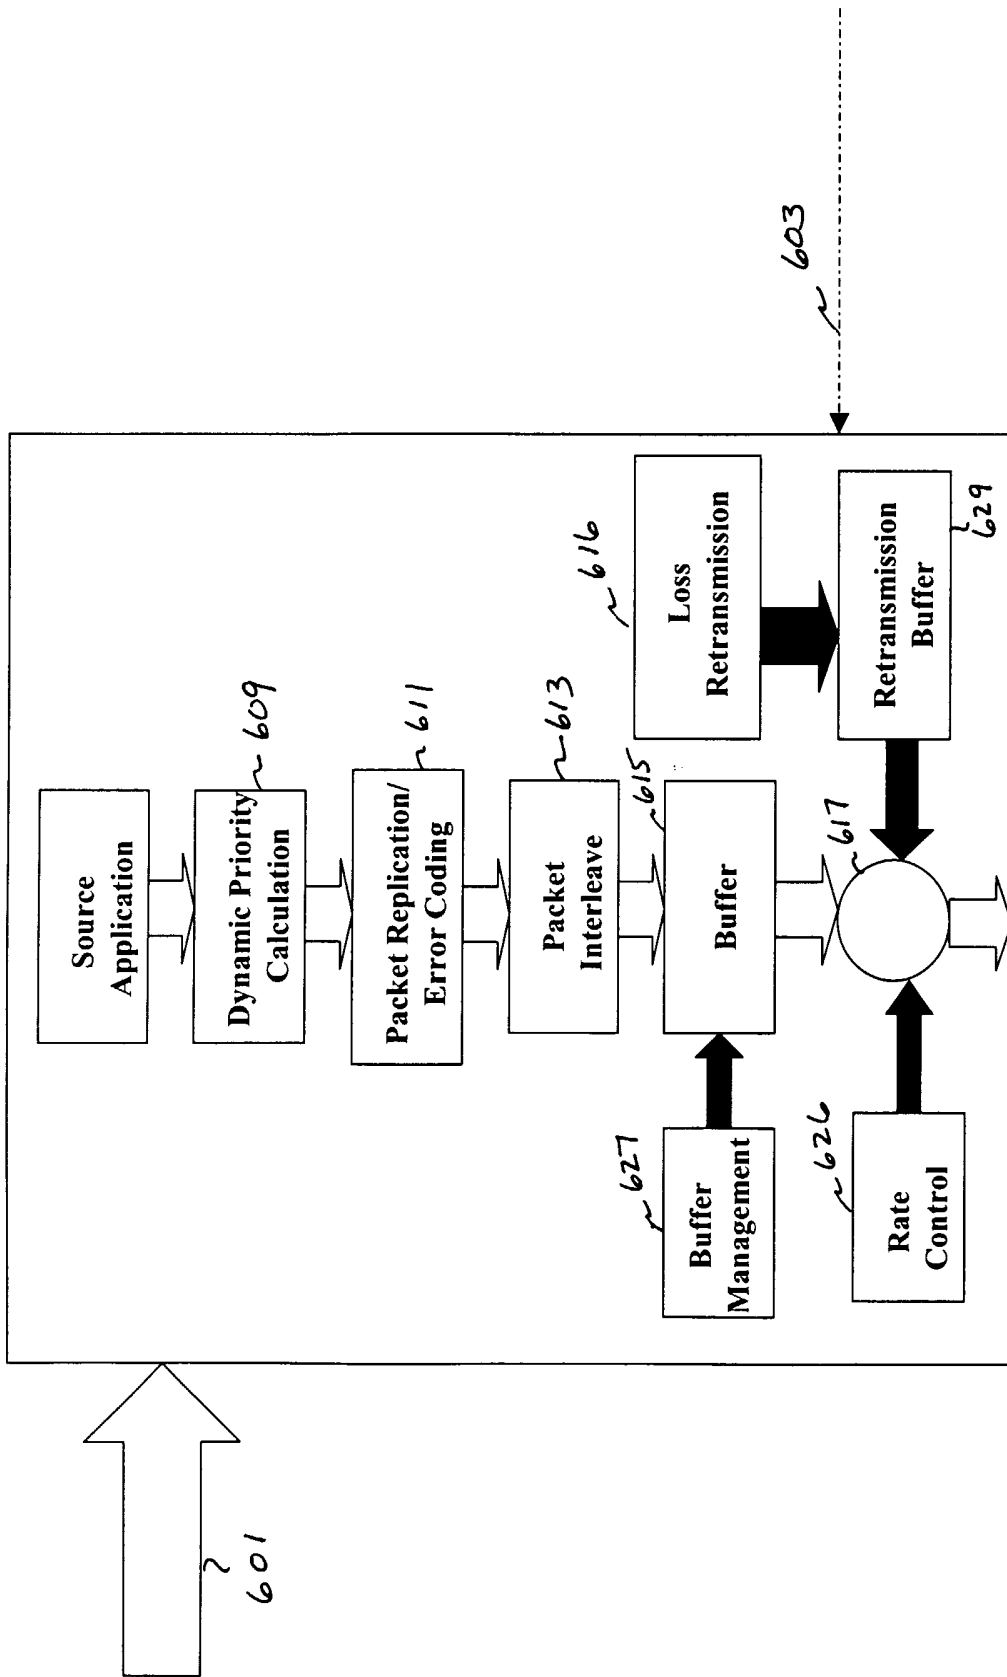 Source
Application
Dynamic Priority
Calculation
609
Packet Replication/
Error Coding
611
Packet
Interleave
613
615
Buffer
Buffer
Management
627
Loss
Retransmission
616
Retransmission
Buffer
629
617
Rate
Control
626
601
603